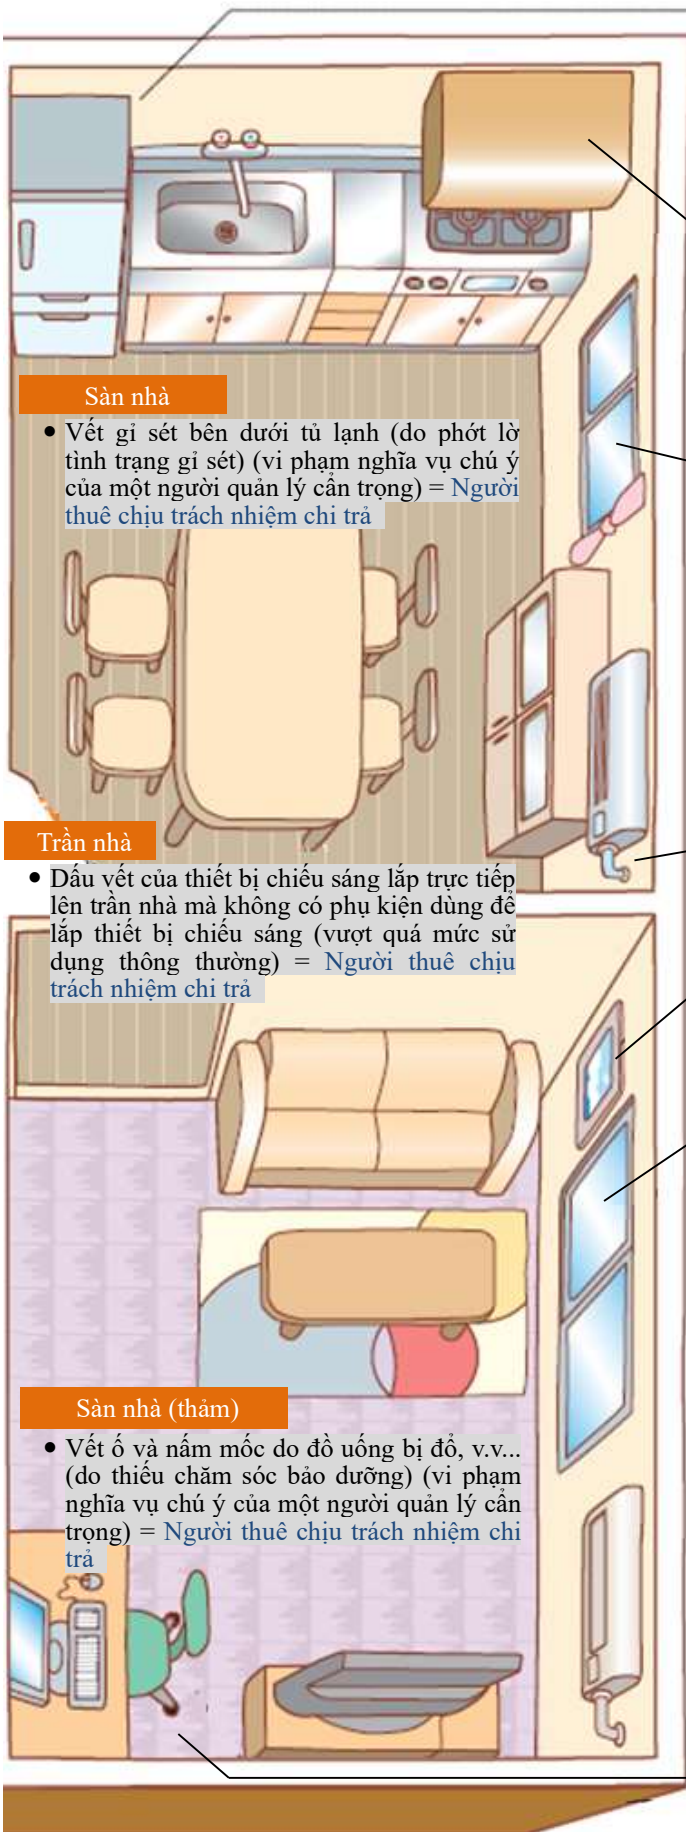 Sàn nhà
• Vết gỉ sét bên dưới tủ lạnh (do phớt lờ
tình trạng gỉ sét) (vi phạm nghĩa vụ chú ý
của một người quản lý cẩn trọng) = Người
thuê chịu trách nhiệm chi trả
Trần nhà
• Dấu vết của thiết bị chiếu sáng lắp trực tiếp
lên trần nhà mà không có phụ kiện dùng để
lắp thiết bị chiếu sáng (vượt quá mức sử
dụng thông thường) = Người thuê chịu
trách nhiệm chi trả
Sàn nhà (thảm)
• Vết ố và nấm mốc do đồ uống bị đổ, v.v...
(do thiếu chăm sóc bảo dưỡng) (vi phạm
nghĩa vụ chú ý của một người quản lý cẩn
trọng) = Người thuê chịu trách nhiệm chi
trả